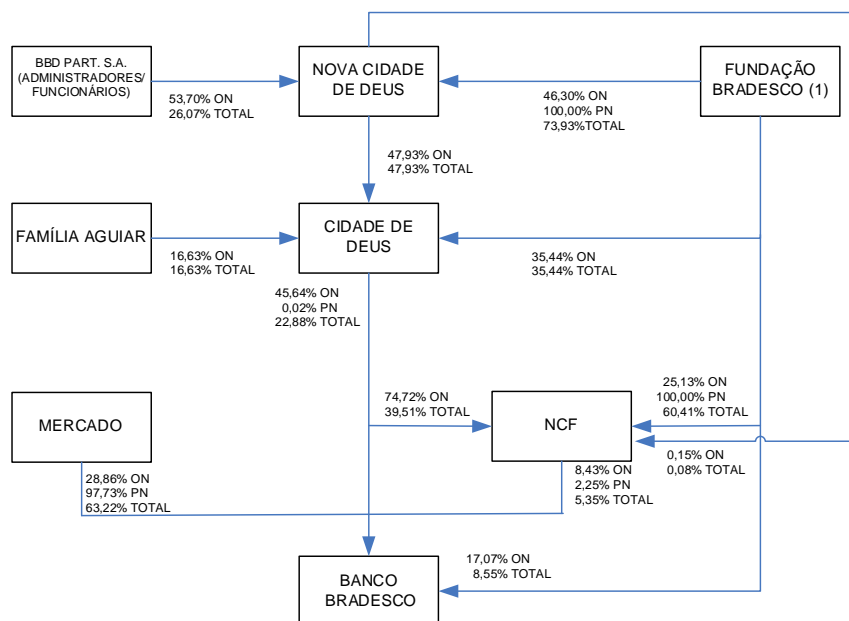 BBD PART. S.A.
(ADMINISTRADORES/
FUNCIONÁRIOS)
53,70% ON
26,07% TOTAL
NOVA CIDADE
DE DEUS
46,30% ON
100,00% PN
73,93%TOTAL
FUNDAÇÃO
BRADESCO (1)
47,93% ON
47,93% TOTAL
FAMÍLIA AGUIAR
16,63% ON
16,63% TOTAL
CIDADE DE
DEUS
35,44% ON
35,44% TOTAL
45,64% ON
0,02% PN
22,88% TOTAL
MERCADO
28,86% ON
97,73% PN
63,22% TOTAL
74,72% ON
39,51% TOTAL
NCF
25,13% ON
100,00% PN
60,41% TOTAL
0,15% ON
0,08% TOTAL
8,43% ON
2,25% PN
5,35% TOTAL
BANCO
BRADESCO
17,07% ON
8,55% TOTAL